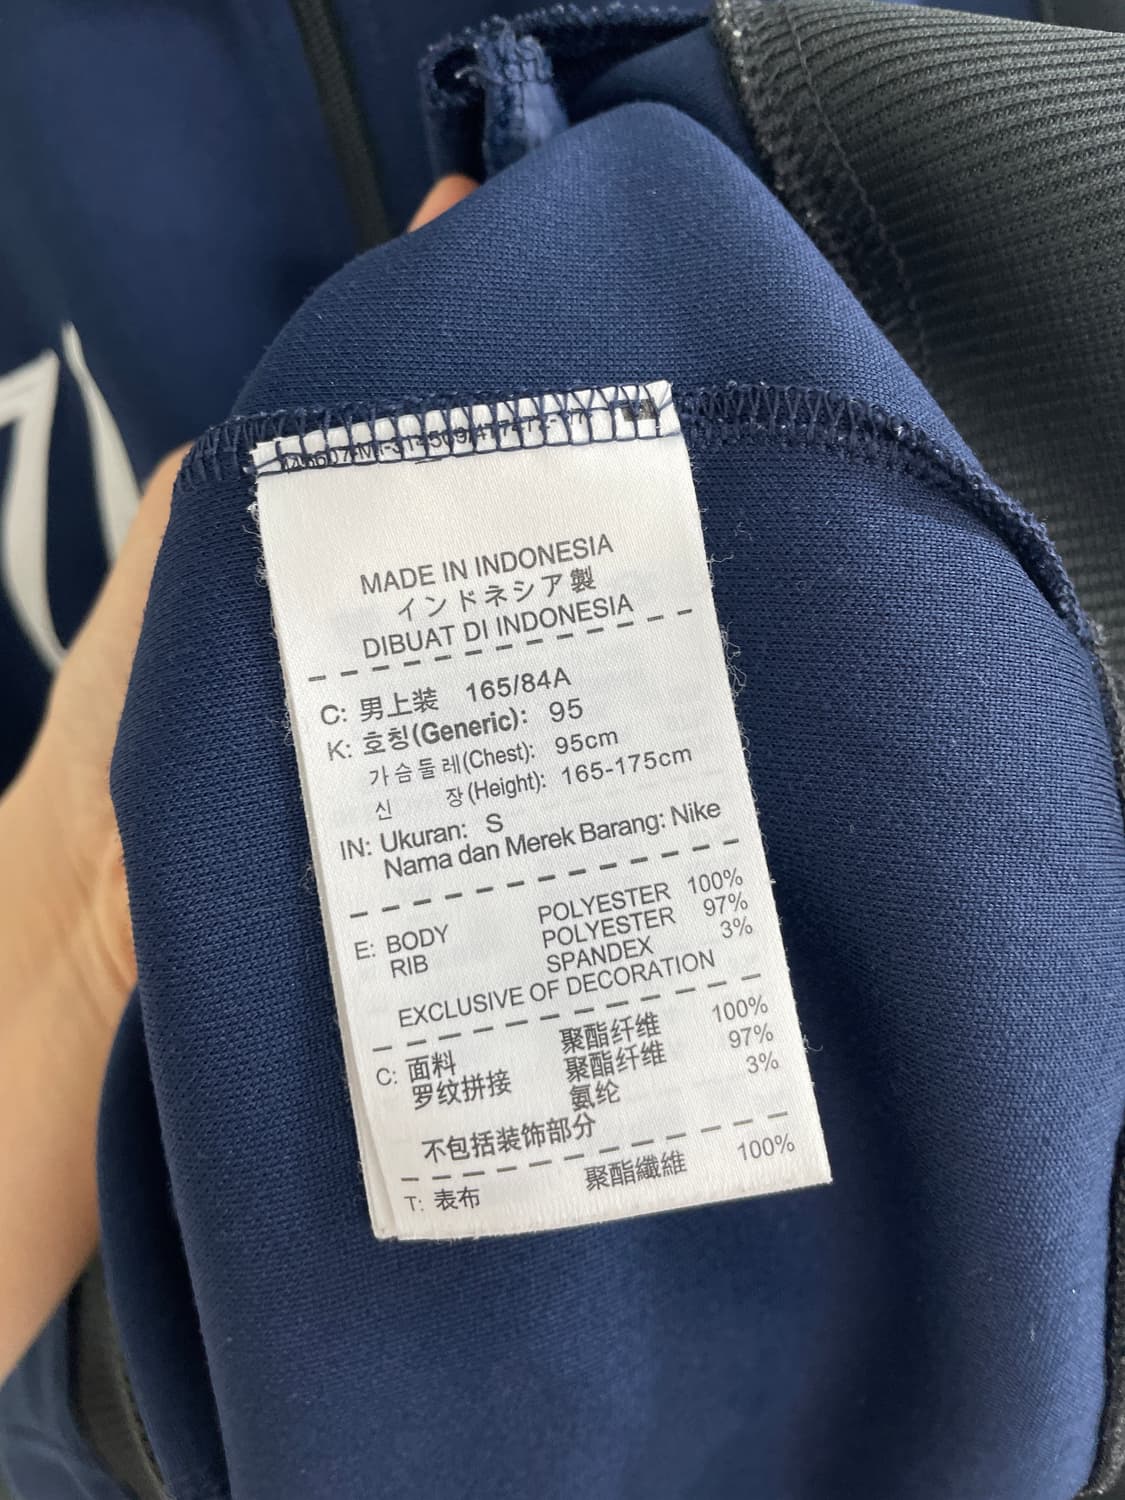 MADE IN INDONESIA
インドネシア製
DIBUAT DI INDONESIA
C: 男上装 165/84A
K: 호칭(Generic): 95
가슴둘레(Chest): 95cm
신 장(Height): 165-175cm
IN: Ukuran: S
Nama dan Merek Barang: Nike
E: BODY POLYESTER 100%
RIB POLYESTER 97%
SPANDEX 3%
EXCLUSIVE OF DECORATION
C: 面料 聚酯纤维 100%
罗纹拼接 聚酯纤维 97%
氨纶 3%
不包括装饰部分
T: 表布 聚酯纖維 100%